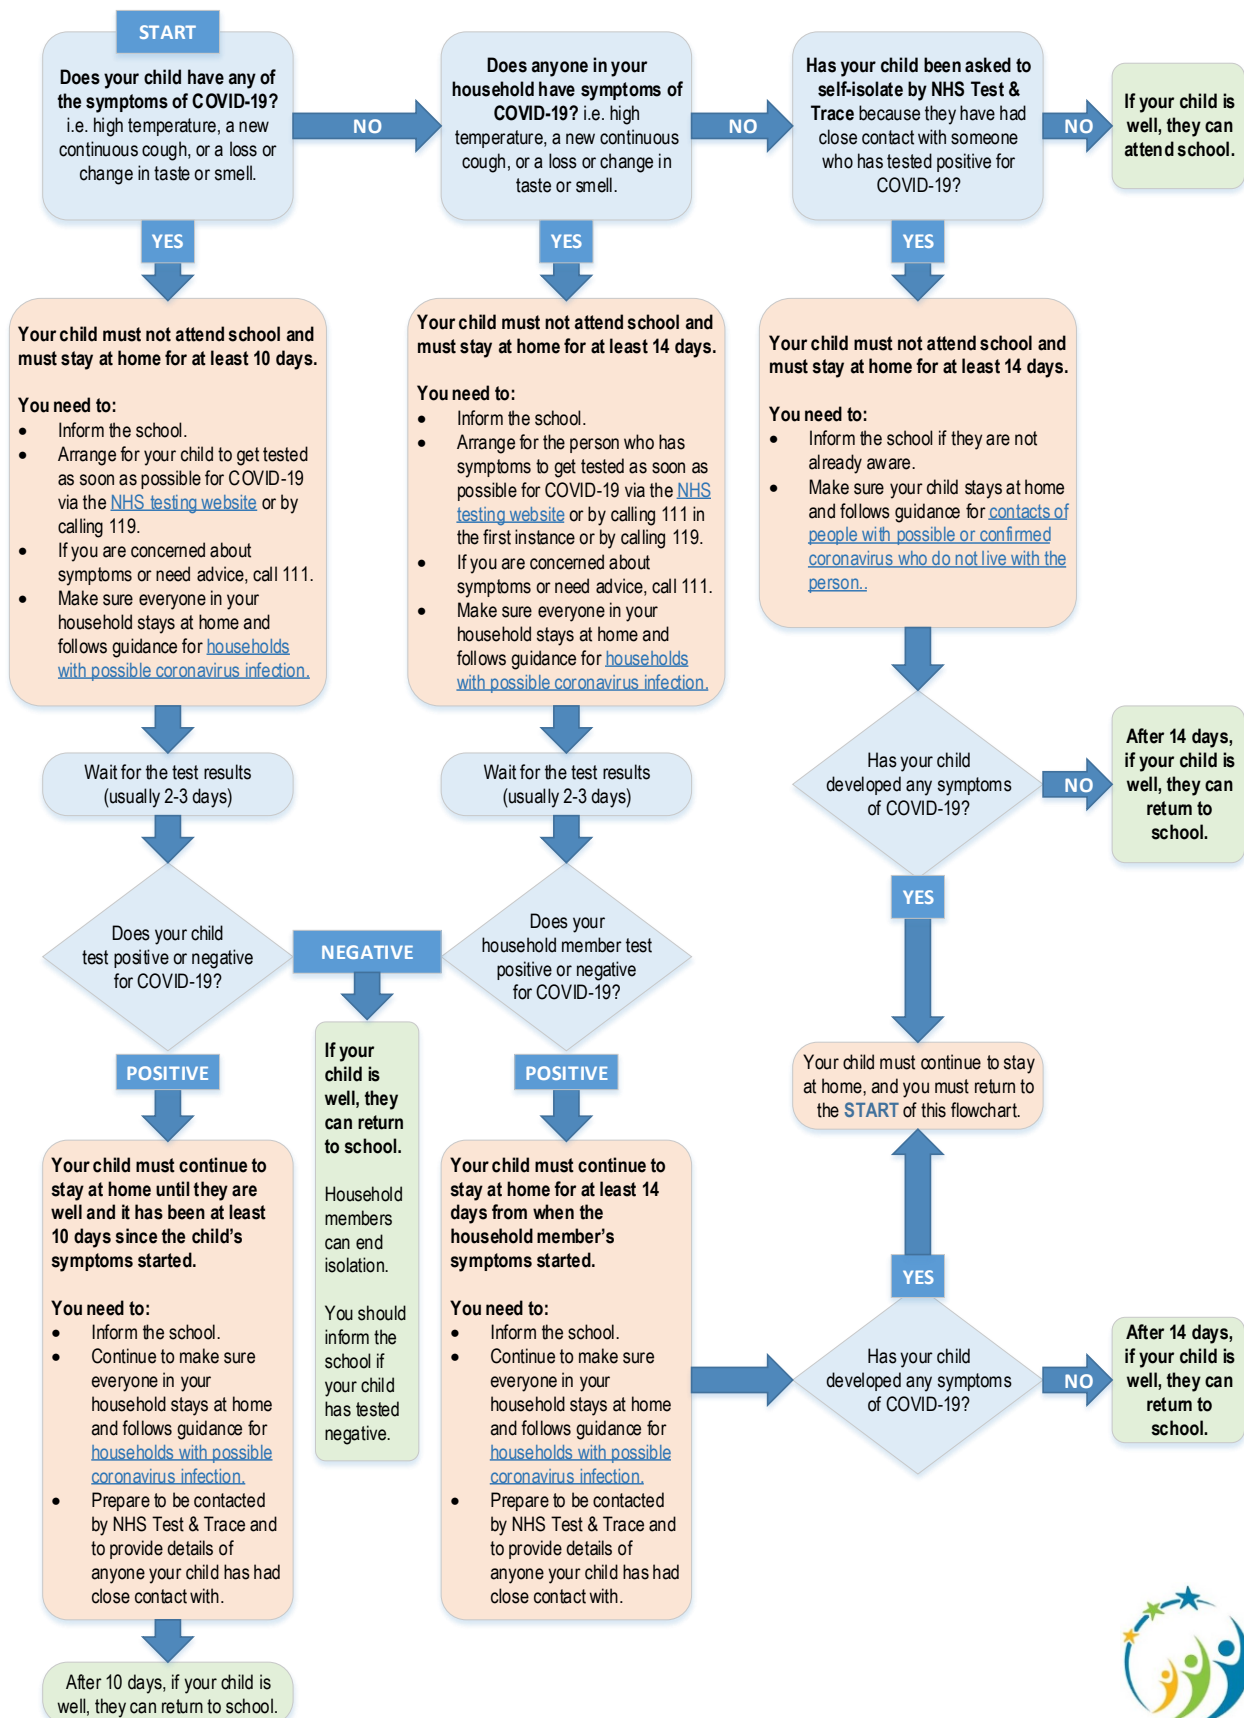 START
Does your child have any of
the symptoms of COVID-19?
i.e. high temperature, a new
continuous cough, or a loss or
change in taste or smell.
NO
Does anyone in your
household have symptoms of
COVID-19? i.e. high
temperature, a new continuous
cough, or a loss or change in
taste or smell.
NO
Has your child been asked to
self-isolate by NHS Test &
Trace because they have had
close contact with someone
who has tested positive for
COVID-19?
NO
If your child is
well, they can
attend school.
YES
YES
YES
Your child must not attend school and
must stay at home for at least 10 days.
You need to:
• Inform the school.
• Arrange for your child to get tested
as soon as possible for COVID-19
via the NHS testing website or by
calling 119.
• If you are concerned about
symptoms or need advice, call 111.
• Make sure everyone in your
household stays at home and
follows guidance for households
with possible coronavirus infection.
Your child must not attend school and
must stay at home for at least 14 days.
You need to:
• Inform the school.
• Arrange for the person who has
symptoms to get tested as soon as
possible for COVID-19 via the NHS
testing website or by calling 111 in
the first instance or by calling 119.
• If you are concerned about
symptoms or need advice, call 111.
• Make sure everyone in your
household stays at home and
follows guidance for households
with possible coronavirus infection.
Your child must not attend school and
must stay at home for at least 14 days.
You need to:
• Inform the school if they are not
already aware.
• Make sure your child stays at home
and follows guidance for contacts of
people with possible or confirmed
coronavirus who do not live with the
person..
Wait for the test results
(usually 2-3 days)
Wait for the test results
(usually 2-3 days)
Has your child
developed any symptoms
of COVID-19?
NO
After 14 days,
if your child is
well, they can
return to
school.
YES
Does your child
test positive or negative
for COVID-19?
NEGATIVE
Does your
household member test
positive or negative
for COVID-19?
If your
child is
well, they
can return
to school.
Household
members
can end
isolation.
You should
inform the
school if
your child
has tested
negative.
POSITIVE
POSITIVE
Your child must continue to stay
at home, and you must return to
the START of this flowchart.
Your child must continue to
stay at home until they are
well and it has been at least
10 days since the child's
symptoms started.
You need to:
• Inform the school.
• Continue to make sure
everyone in your
household stays at home
and follows guidance for
households with possible
coronavirus infection.
• Prepare to be contacted
by NHS Test & Trace and
to provide details of
anyone your child has had
close contact with.
Your child must continue to
stay at home for at least 14
days from when the
household member's
symptoms started.
You need to:
• Inform the school.
• Continue to make sure
everyone in your
household stays at home
and follows guidance for
households with possible
coronavirus infection.
• Prepare to be contacted
by NHS Test & Trace and
to provide details of
anyone your child has had
close contact with.
YES
Has your child
developed any symptoms
of COVID-19?
NO
After 14 days,
if your child is
well, they can
return to
school.
After 10 days, if your child is
well, they can return to school.